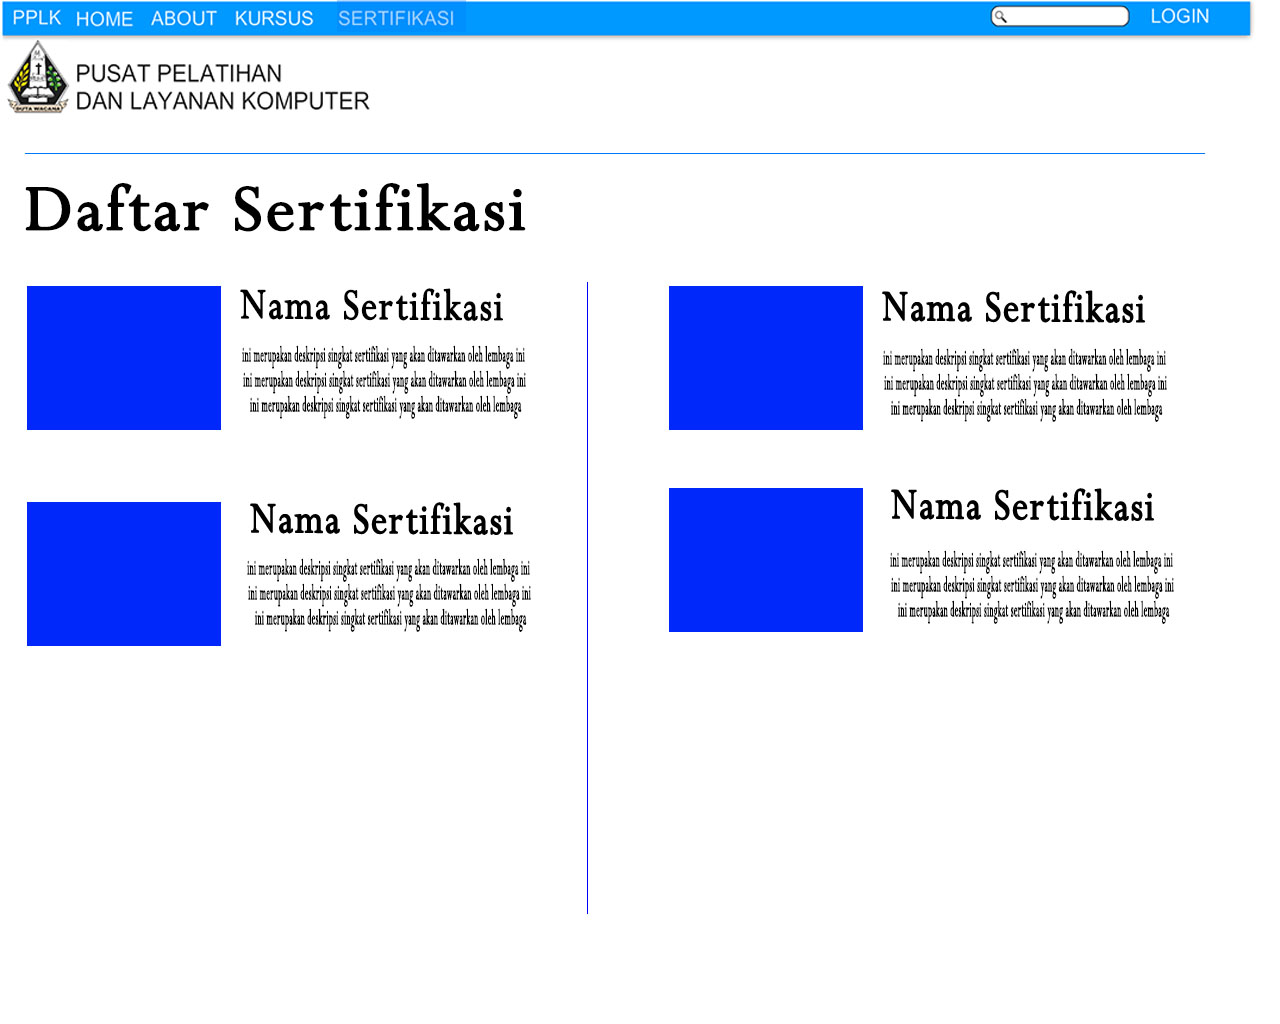 PPLK HOME ABOUT KURSUS SERTIFIKASI LOGIN
PUSAT PELATIHAN
DAN LAYANAN KOMPUTER
DUTA WACANA
Daftar Sertifikasi
Nama Sertifikasi
ini merupakan deskripsi singkat sertifikasi yang akan ditawarkan oleh lembaga ini
ini merupakan deskripsi singkat sertifikasi yang akan ditawarkan oleh lembaga ini
ini merupakan deskripsi singkat sertifikasi yang akan ditawarkan oleh lembaga
Nama Sertifikasi
ini merupakan deskripsi singkat sertifikasi yang akan ditawarkan oleh lembaga ini
ini merupakan deskripsi singkat sertifikasi yang akan ditawarkan oleh lembaga ini
ini merupakan deskripsi singkat sertifikasi yang akan ditawarkan oleh lembaga
Nama Sertifikasi
ini merupakan deskripsi singkat sertifikasi yang akan ditawarkan oleh lembaga ini
ini merupakan deskripsi singkat sertifikasi yang akan ditawarkan oleh lembaga ini
ini merupakan deskripsi singkat sertifikasi yang akan ditawarkan oleh lembaga
Nama Sertifikasi
ini merupakan deskripsi singkat sertifikasi yang akan ditawarkan oleh lembaga ini
ini merupakan deskripsi singkat sertifikasi yang akan ditawarkan oleh lembaga ini
ini merupakan deskripsi singkat sertifikasi yang akan ditawarkan oleh lembaga